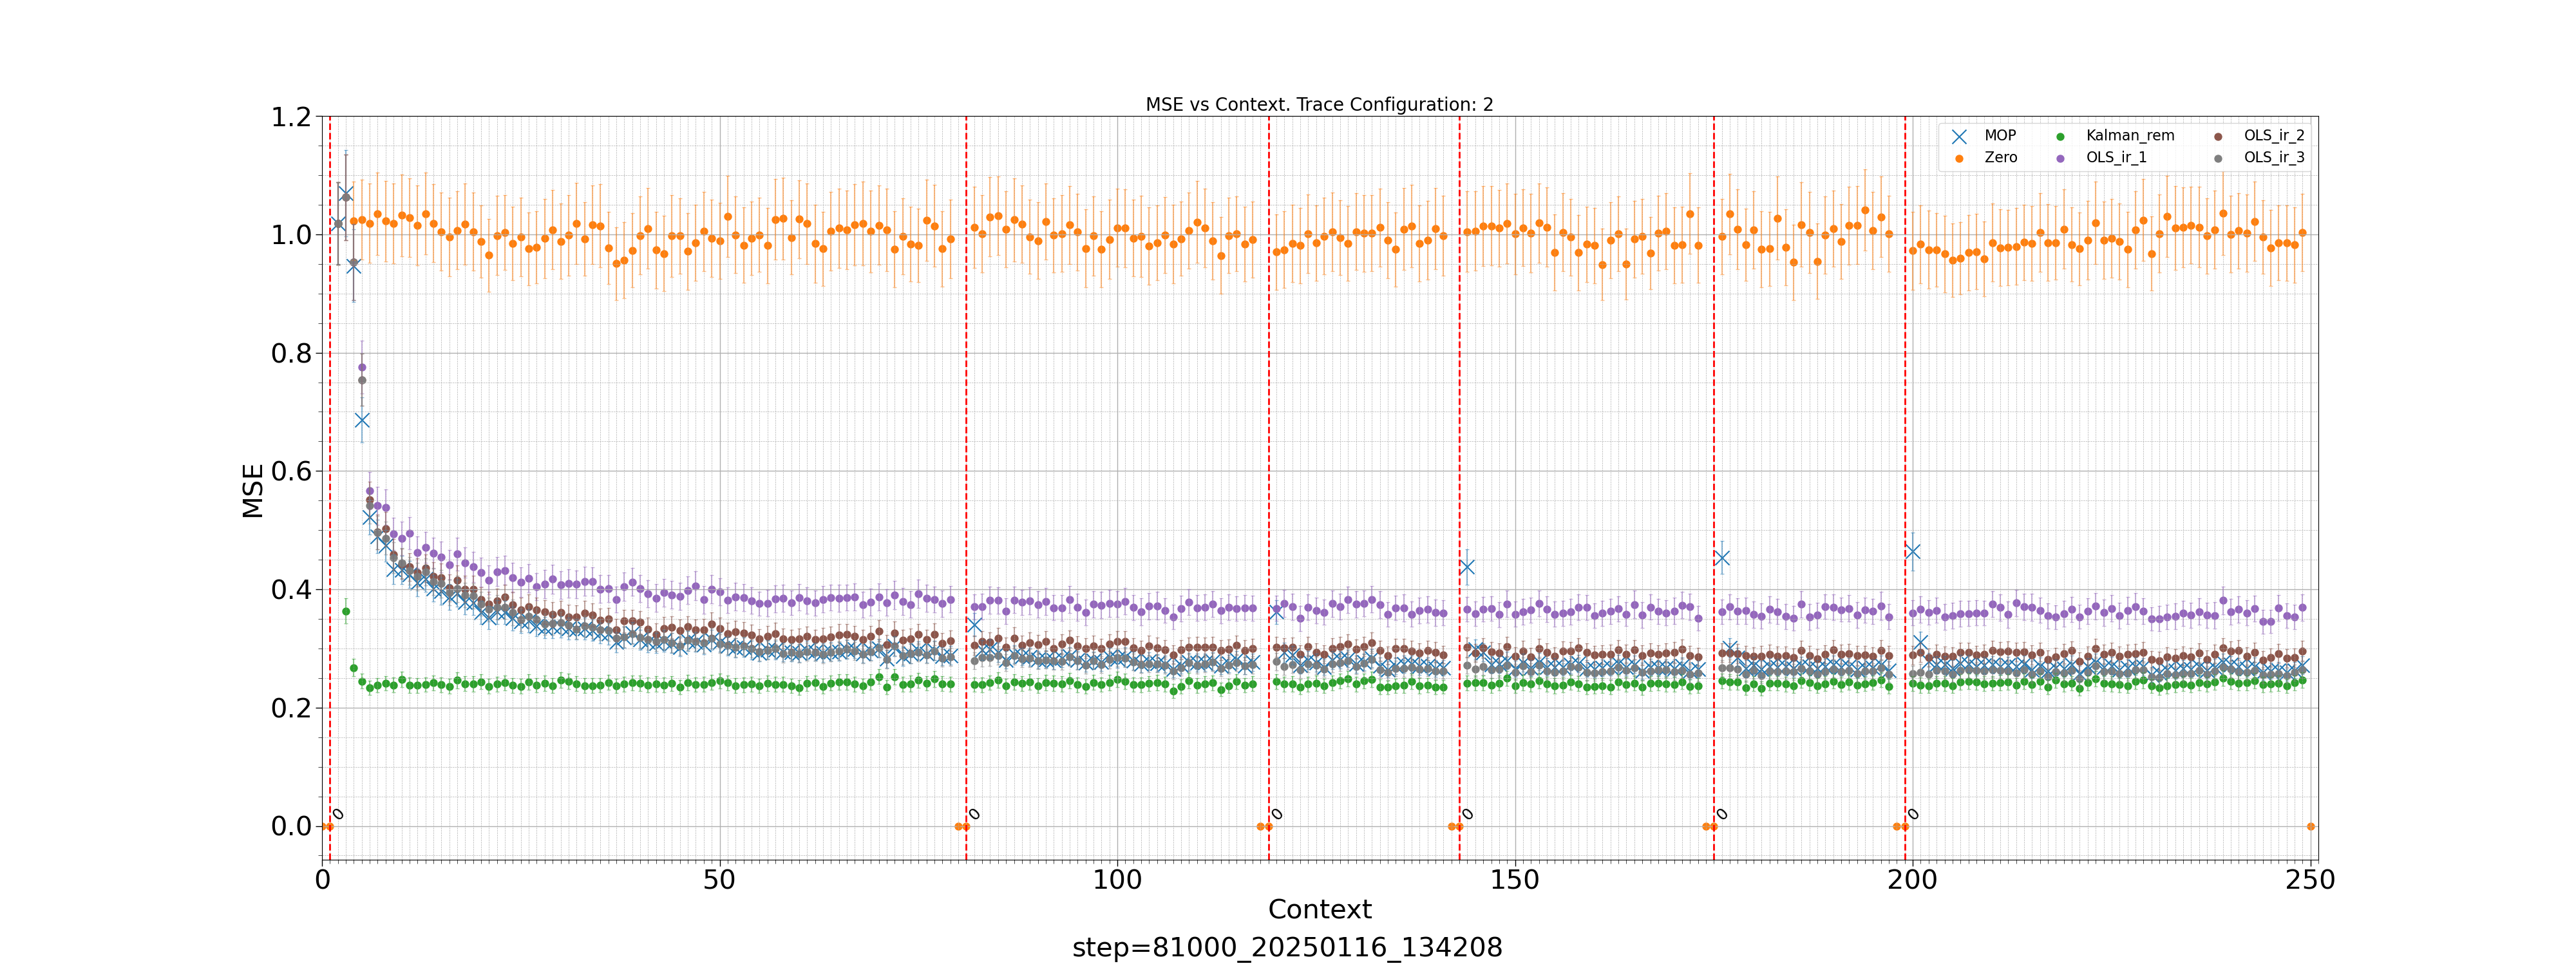 MSE vs Context. Trace Configuration: 2
MOP
Zero
Kalman_rem
OLS_ir_1
OLS_ir_2
OLS_ir_3
MSE
1.2
1.0
0.8
0.6
0.4
0.2
0.0
0 0 0 0 0 0
0 50 100 150 200 250
Context
step=81000_20250116_134208